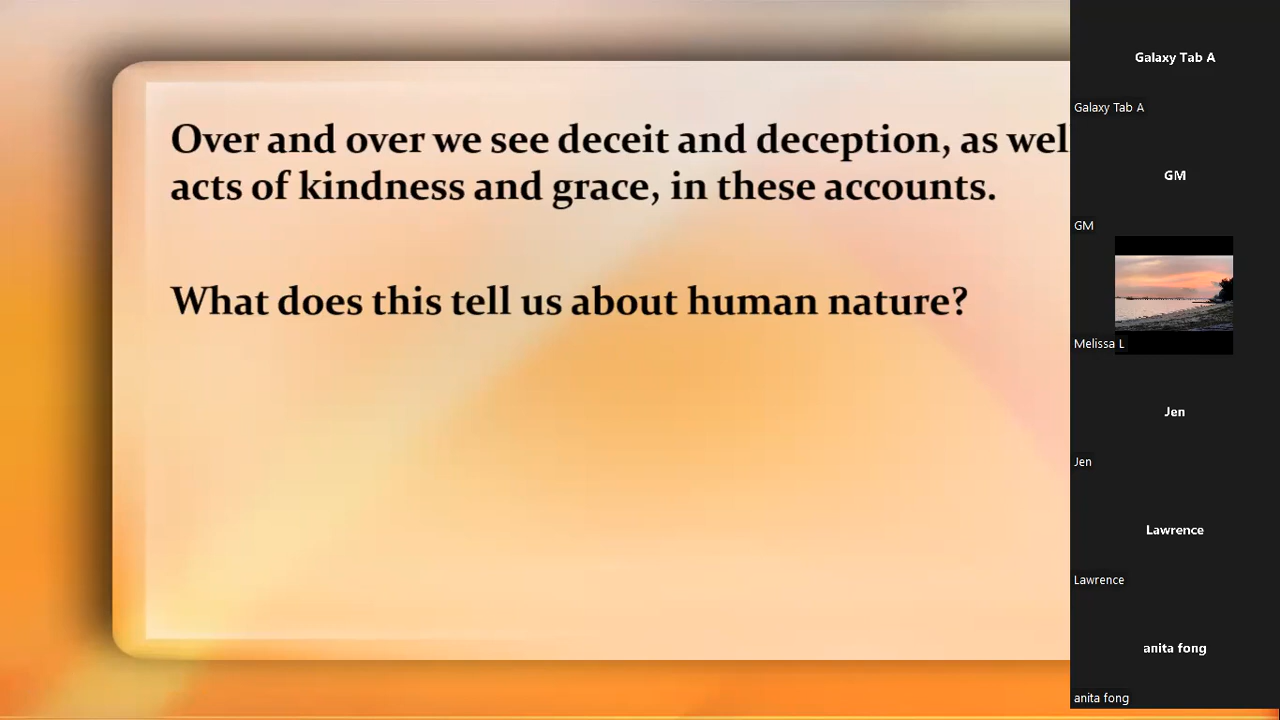 Over and over we see deceit and deception, as wel
acts of kindness and grace, in these accounts.
What does this tell us about human nature?
Galaxy Tab A
Galaxy Tab A
GM
GM
Melissa L
Jen
Jen
Lawrence
Lawrence
anita fong
anita fong